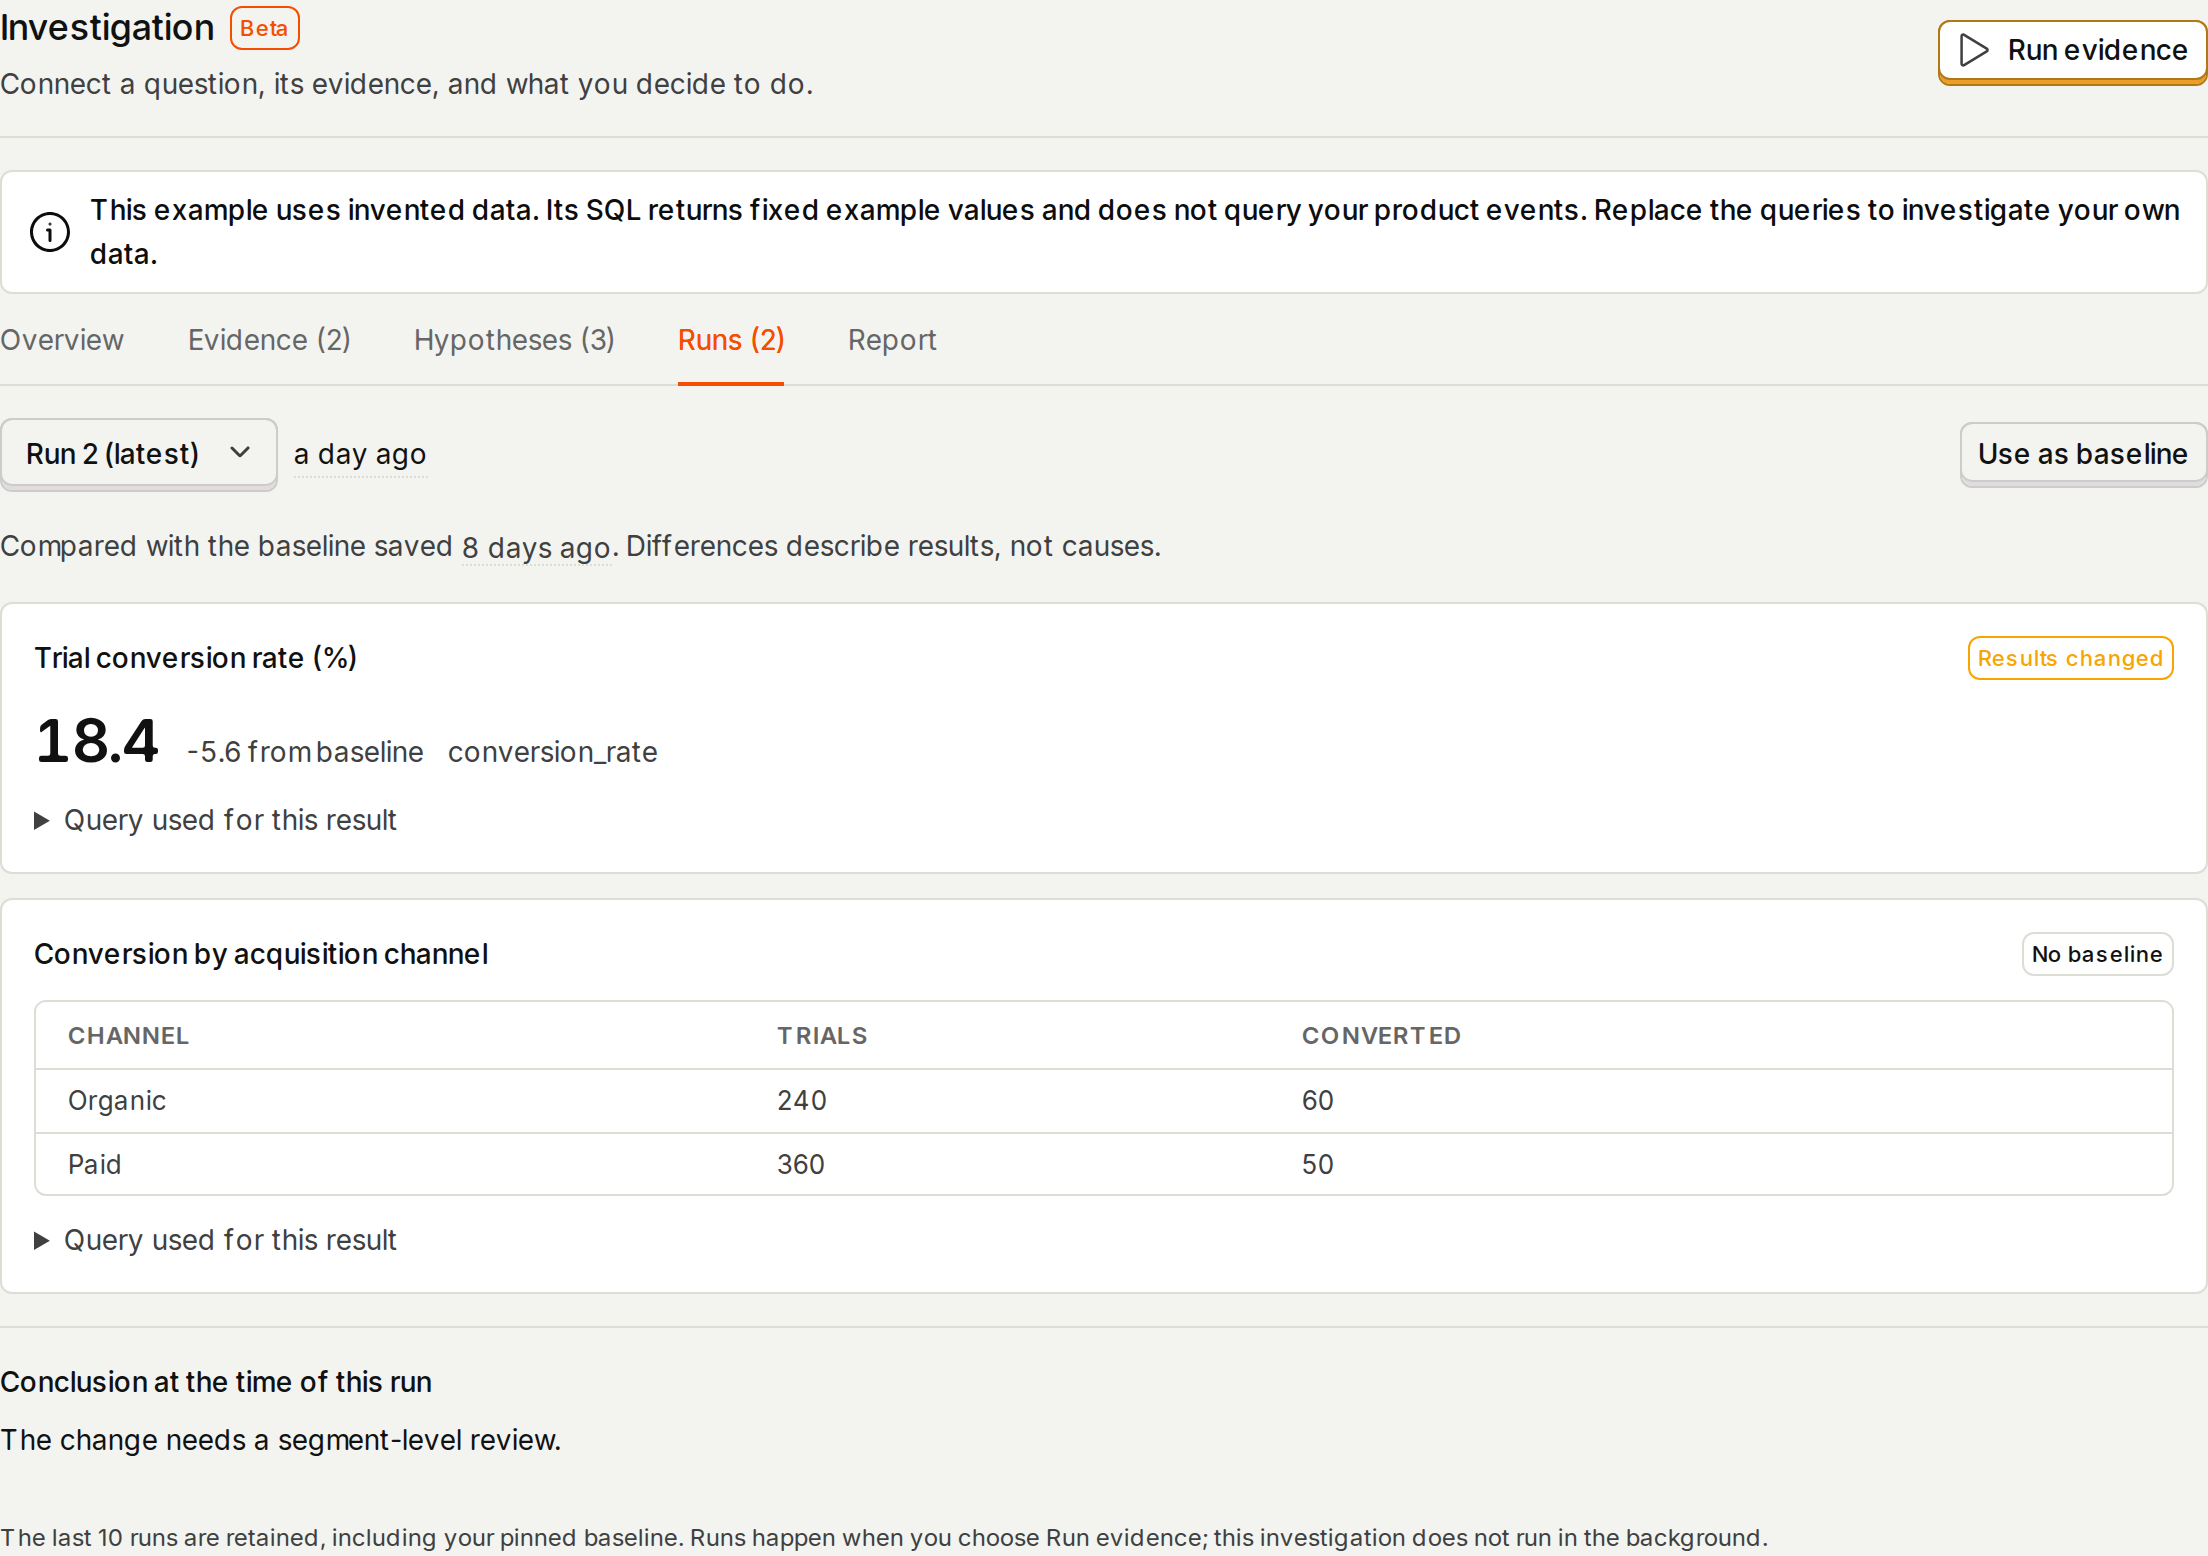 Investigation Beta
Run evidence
Connect a question, its evidence, and what you decide to do.
This example uses invented data. Its SQL returns fixed example values and does not query your product events. Replace the queries to investigate your own
data.
Overview Evidence (2) Hypotheses (3) Runs (2) Report
Run 2 (latest) a day ago Use as baseline
Compared with the baseline saved 8 days ago. Differences describe results, not causes.
Trial conversion rate (%) Results changed
18.4 -5.6 from baseline conversion_rate
Query used for this result
Conversion by acquisition channel No baseline
CHANNEL TRIALS CONVERTED
Organic 240 60
Paid 360 50
Query used for this result
Conclusion at the time of this run
The change needs a segment-level review.
The last 10 runs are retained, including your pinned baseline. Runs happen when you choose Run evidence; this investigation does not run in the background.